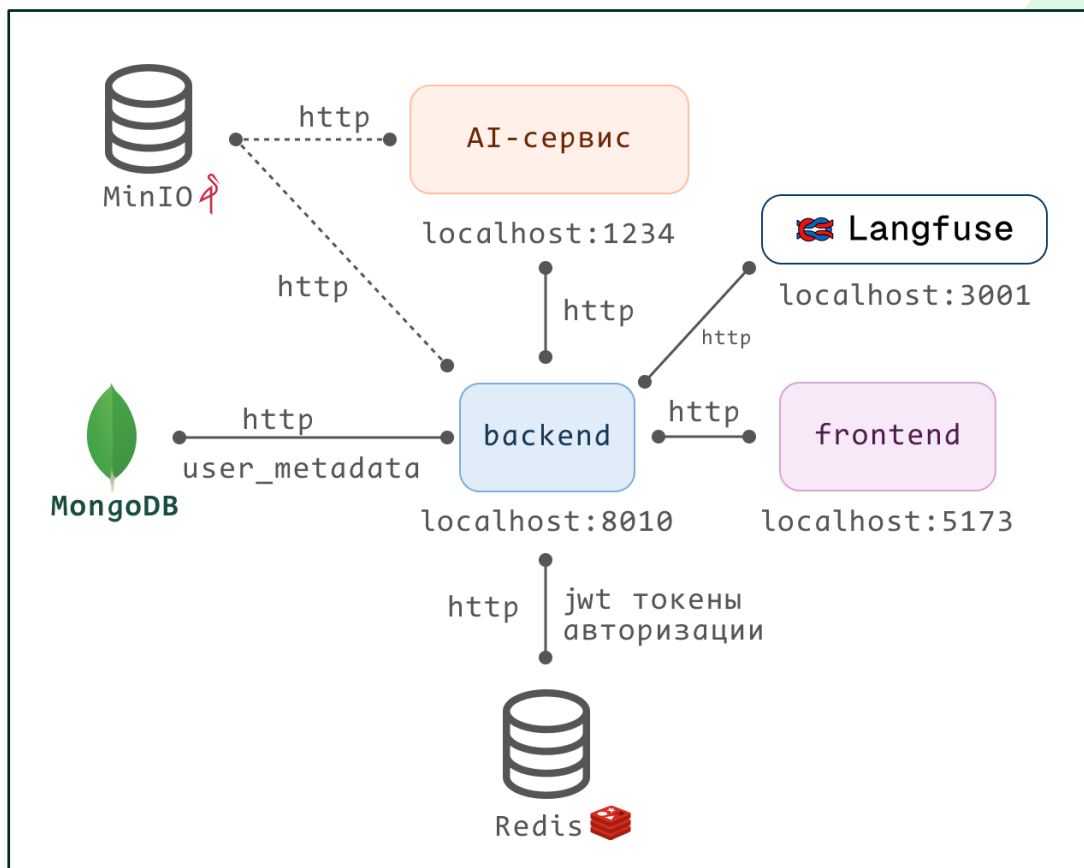 http
AI-сервис
MinIO
localhost:1234
Langfuse
http
localhost:3001
http
http
http
http
backend
frontend
user_metadata
MongoDB
localhost:8010
localhost:5173
http
jwt токены
авторизации
Redis